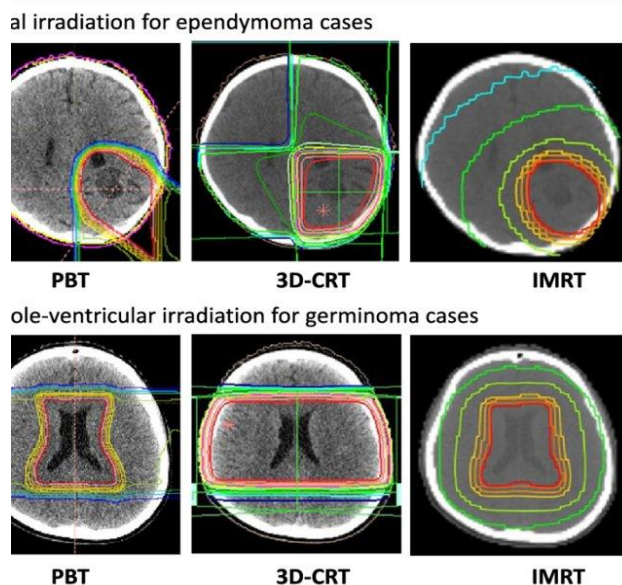 al irradiation for ependymoma cases
PBT 3D-CRT IMRT
ole-ventricular irradiation for germinoma cases
PBT 3D-CRT IMRT